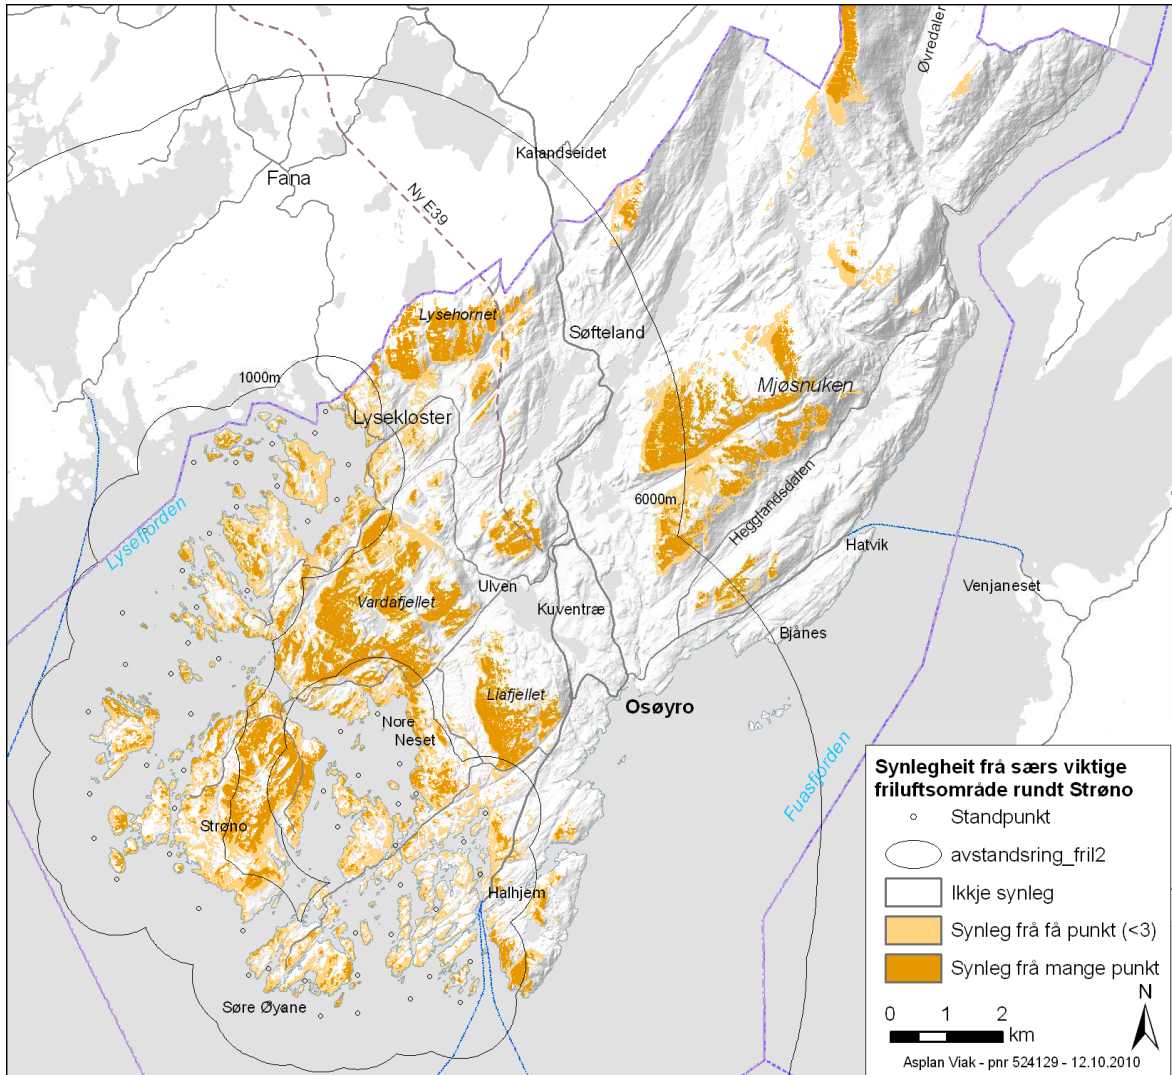 Øvredalen
Kalandseidet
Fana
Ny E39
Lysehornet
Søfteland
1000m
Mjøsnuken
Lysekloster
6000m
Hegglandsdalen
Lysefjorden
Hatvik
Ulven
Venjaneset
Vardafjellet
Kuventræ
Bjånes
Liafjellet
Osøyro
Nore
Neset
Fuasfjorden
Strøno
Halhjem
Søre Øyane
Synlegheit frå særs viktige
friluftsområde rundt Strøno
Standpunkt
avstandsring_fril2
Ikkje synleg
Synleg frå få punkt (<3)
Synleg frå mange punkt
N
0 1 2
km
Asplan Viak - pnr 524129 - 12.10.2010